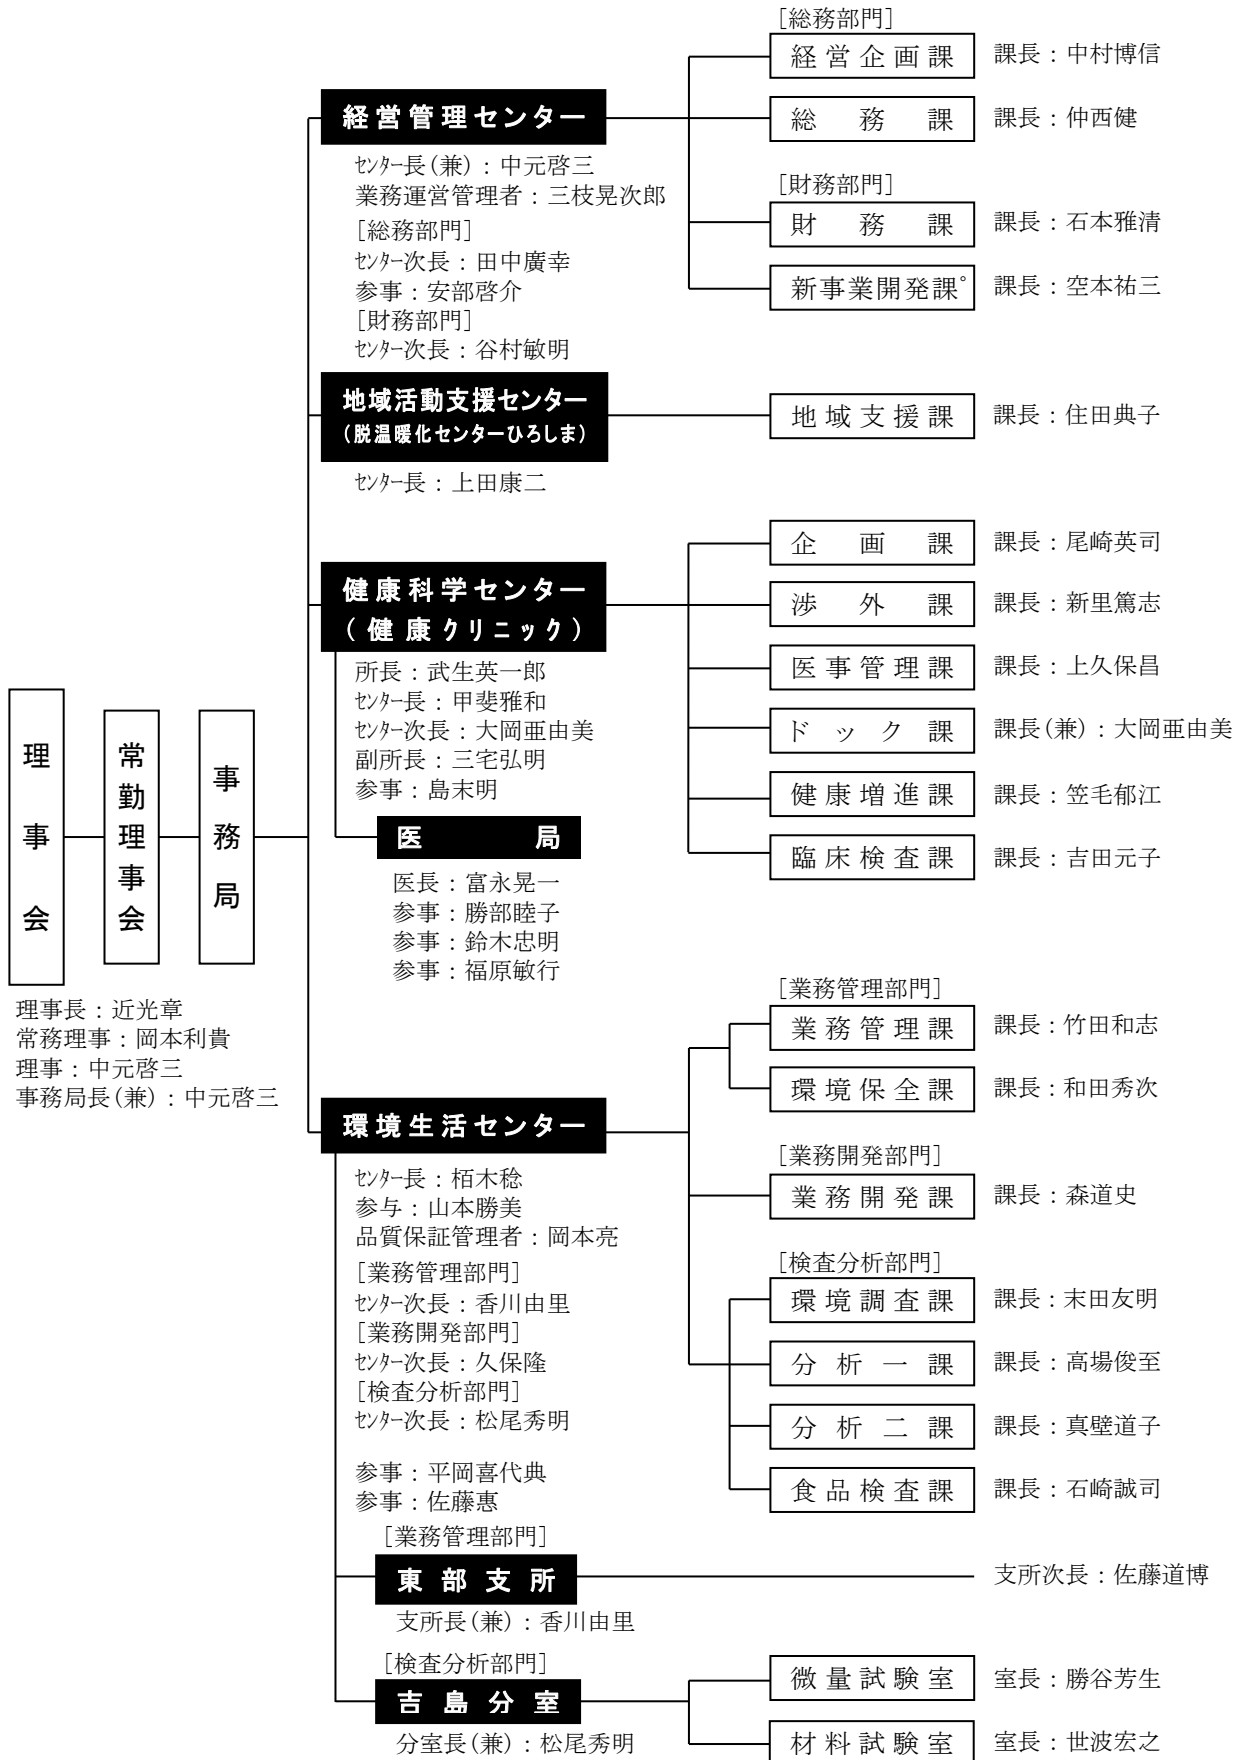 [総務部門]
経営企画課 課長：中村博信
経営管理センター
総務課 課長：仲西健
センター長(兼)：中元啓三
業務運営管理者：三枝晃次郎
[総務部門]
センター次長：田中廣幸
参事：安部啓介
[財務部門]
センター次長：谷村敏明
[財務部門]
財務課 課長：石本雅清
新事業開発課° 課長：空本祐三
地域活動支援センター
(脱温暖化センターひろしま)
センター長：上田康二
地域支援課 課長：住田典子
健康科学センター
(健康クリニック)
所長：武生英一郎
センター長：甲斐雅和
センター次長：大岡亜由美
副所長：三宅弘明
参事：島末明
企画課 課長：尾崎英司
渉外課 課長：新里篤志
医事管理課 課長：上久保昌
ドック課 課長(兼)：大岡亜由美
健康増進課 課長：笠毛郁江
臨床検査課 課長：吉田元子
医局
医長：富永晃一
参事：勝部睦子
参事：鈴木忠明
参事：福原敏行
理事会
常勤理事会
事務局
理事長：近光章
常務理事：岡本利貴
理事：中元啓三
事務局長(兼)：中元啓三
環境生活センター
センター長：栢木稔
参与：山本勝美
品質保証管理者：岡本亮
[業務管理部門]
センター次長：香川由里
[業務開発部門]
センター次長：久保隆
[検査分析部門]
センター次長：松尾秀明
参事：平岡喜代典
参事：佐藤惠
[業務管理部門]
業務管理課 課長：竹田和志
環境保全課 課長：和田秀次
[業務開発部門]
業務開発課 課長：森道史
[検査分析部門]
環境調査課 課長：末田友明
分析一課 課長：高場俊至
分析二課 課長：真壁道子
食品検査課 課長：石崎誠司
[業務管理部門]
東部支所 支所次長：佐藤道博
支所長(兼)：香川由里
[検査分析部門]
吉島分室
分室長(兼)：松尾秀明
微量試験室 室長：勝谷芳生
材料試験室 室長：世波宏之